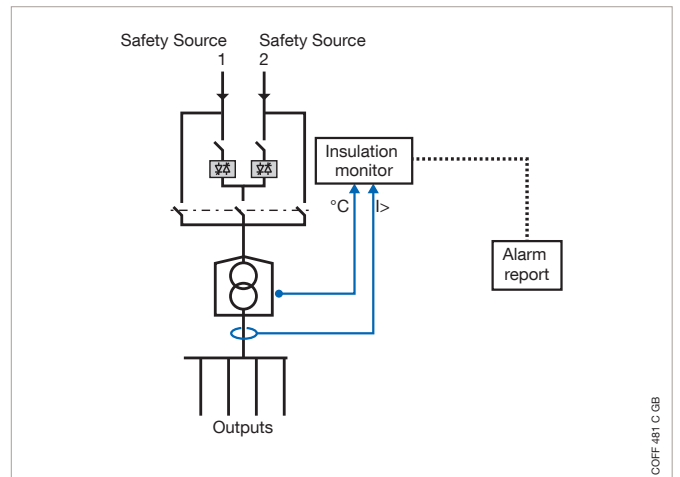 Safety Source
1
Safety Source
2
Insulation
monitor
°C
I>
Alarm
report
Outputs
COFF 481 C GB